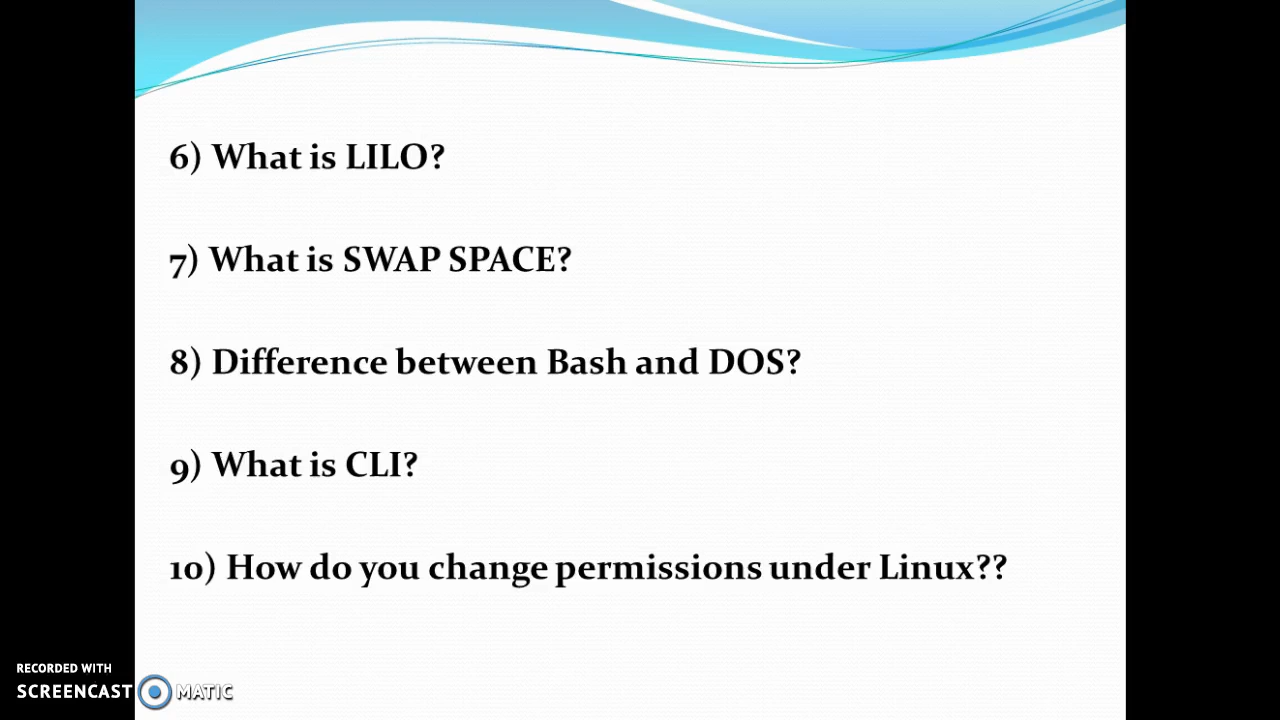 6) What is LILO?
7) What is SWAP SPACE?
8) Difference between Bash and DOS?
9) What is CLI?
10) How do you change permissions under Linux??
RECORDED WITH
SCREENCAST MATIC